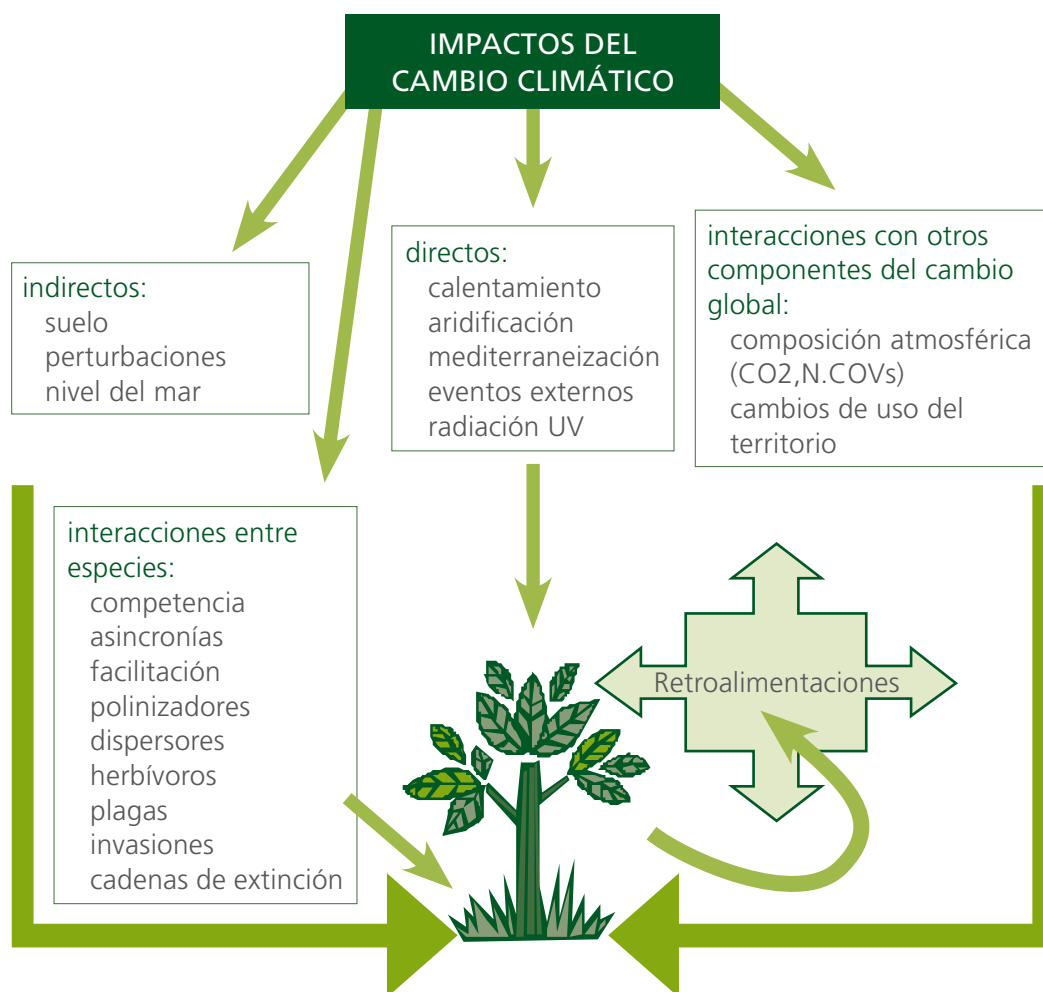 IMPACTOS DEL
CAMBIO CLIMÁTICO
indirectos:
suelo
perturbaciones
nivel del mar
directos:
calentamiento
aridificación
mediterraneización
eventos externos
radiación UV
interacciones con otros
componentes del cambio
global:
composición atmosférica
(CO2,N.COVs)
cambios de uso del
territorio
interacciones entre
especies:
competencia
asincronías
facilitación
polinizadores
dispersores
herbívoros
plagas
invasiones
cadenas de extinción
Retroalimentaciones